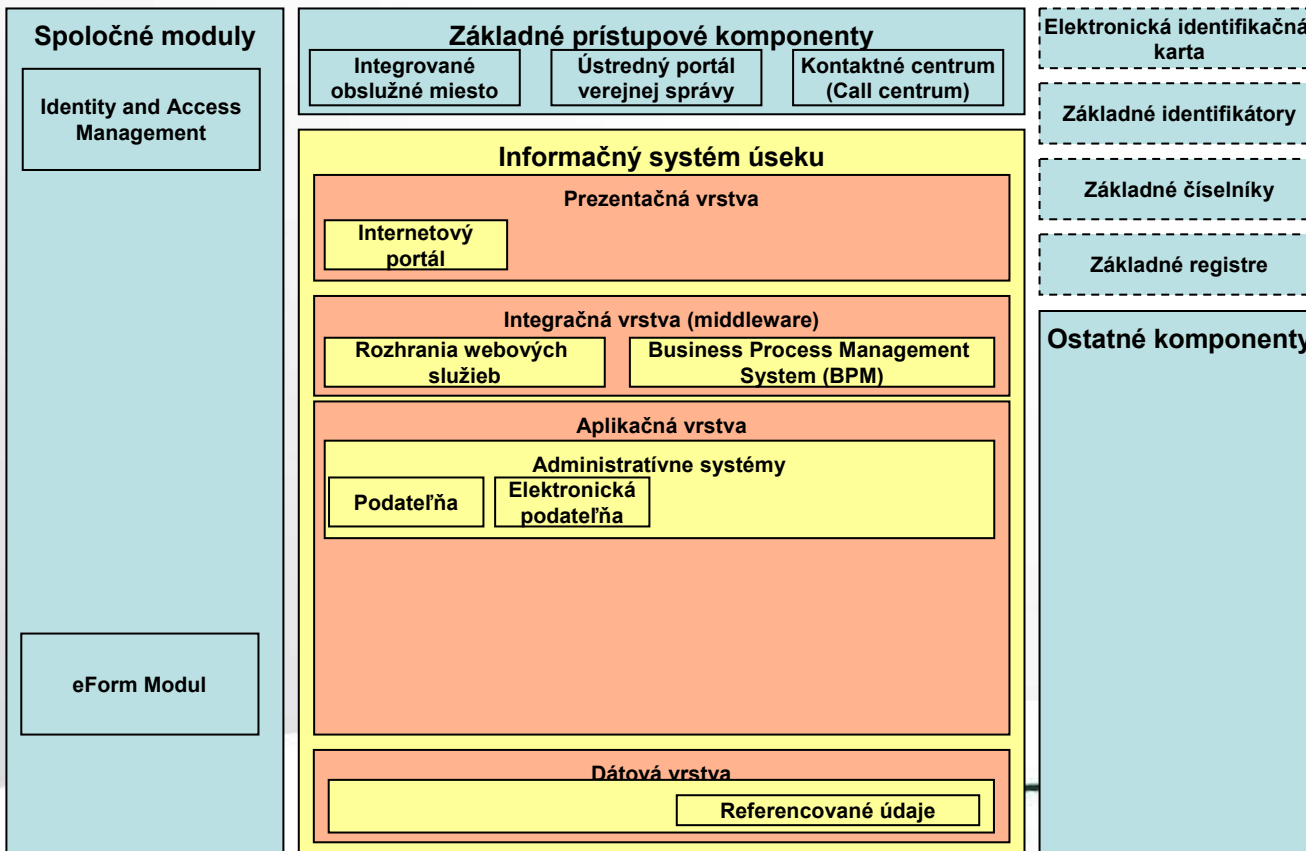 Spoločné moduly
Identity and Access
Management
eForm Modul
Základné prístupové komponenty
Integrované
obslužné miesto
Ústredný portál
verejnej správy
Kontaktné centrum
(Call centrum)
Informačný systém úseku
Prezentačná vrstva
Internetový
portál
Integračná vrstva (middleware)
Rozhrania webových
služieb
Business Process Management
System (BPM)
Aplikačná vrstva
Administratívne systémy
Podateľňa
Elektronická
podateľňa
Dátová vrstva
Referencované údaje
Elektronická identifikačná
karta
Základné identifikátory
Základné číselníky
Základné registre
Ostatné komponenty